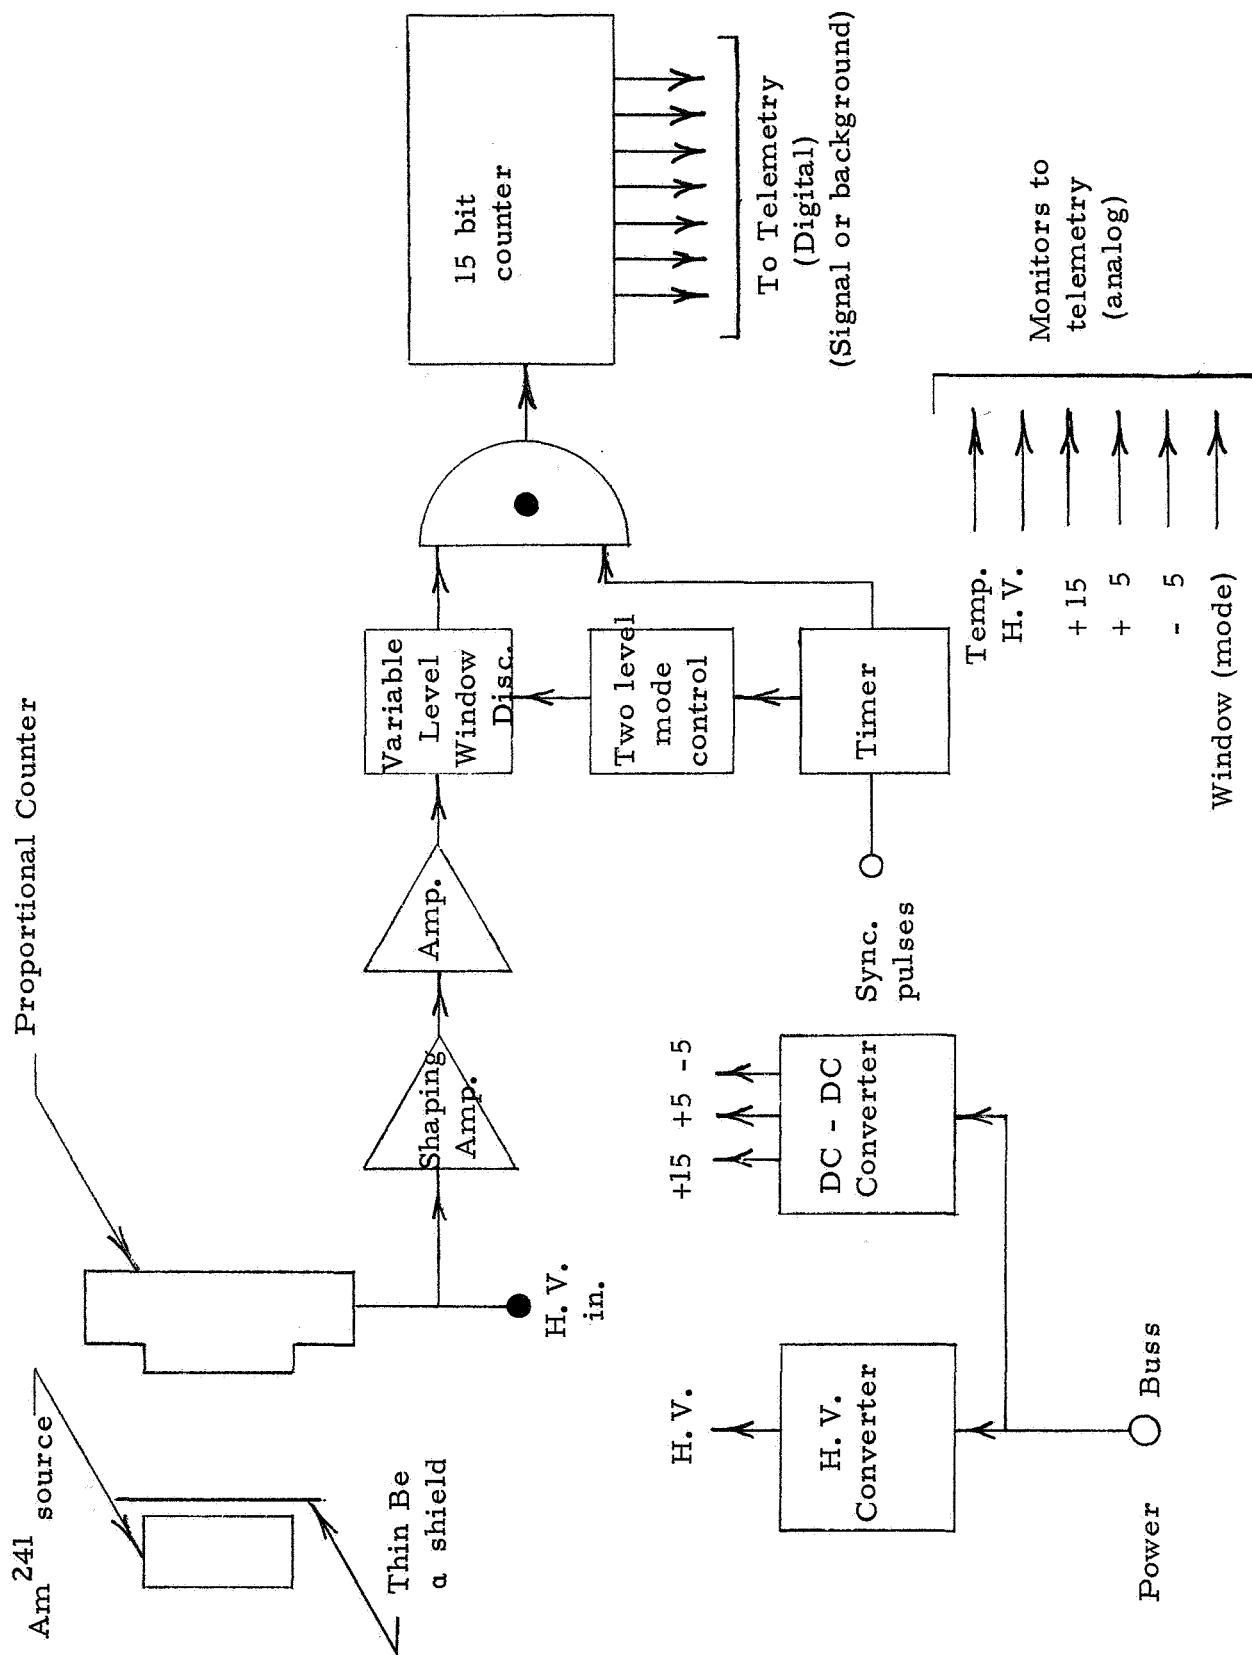 Am241 source
Thin Be
a shield
Proportional Counter
H. V.
in.
Shaping
Amp.
Amp.
Variable
Level
Window
Disc.
Two level
mode
control
Timer
Sync.
pulses
15 bit
counter
To Telemetry
(Digital)
(Signal or background)
H. V.
H. V.
Converter
+15 +5 -5
DC - DC
Converter
Power Buss
Temp.
H. V.
+ 15
+ 5
- 5
Window (mode)
Monitors to
telemetry
(analog)